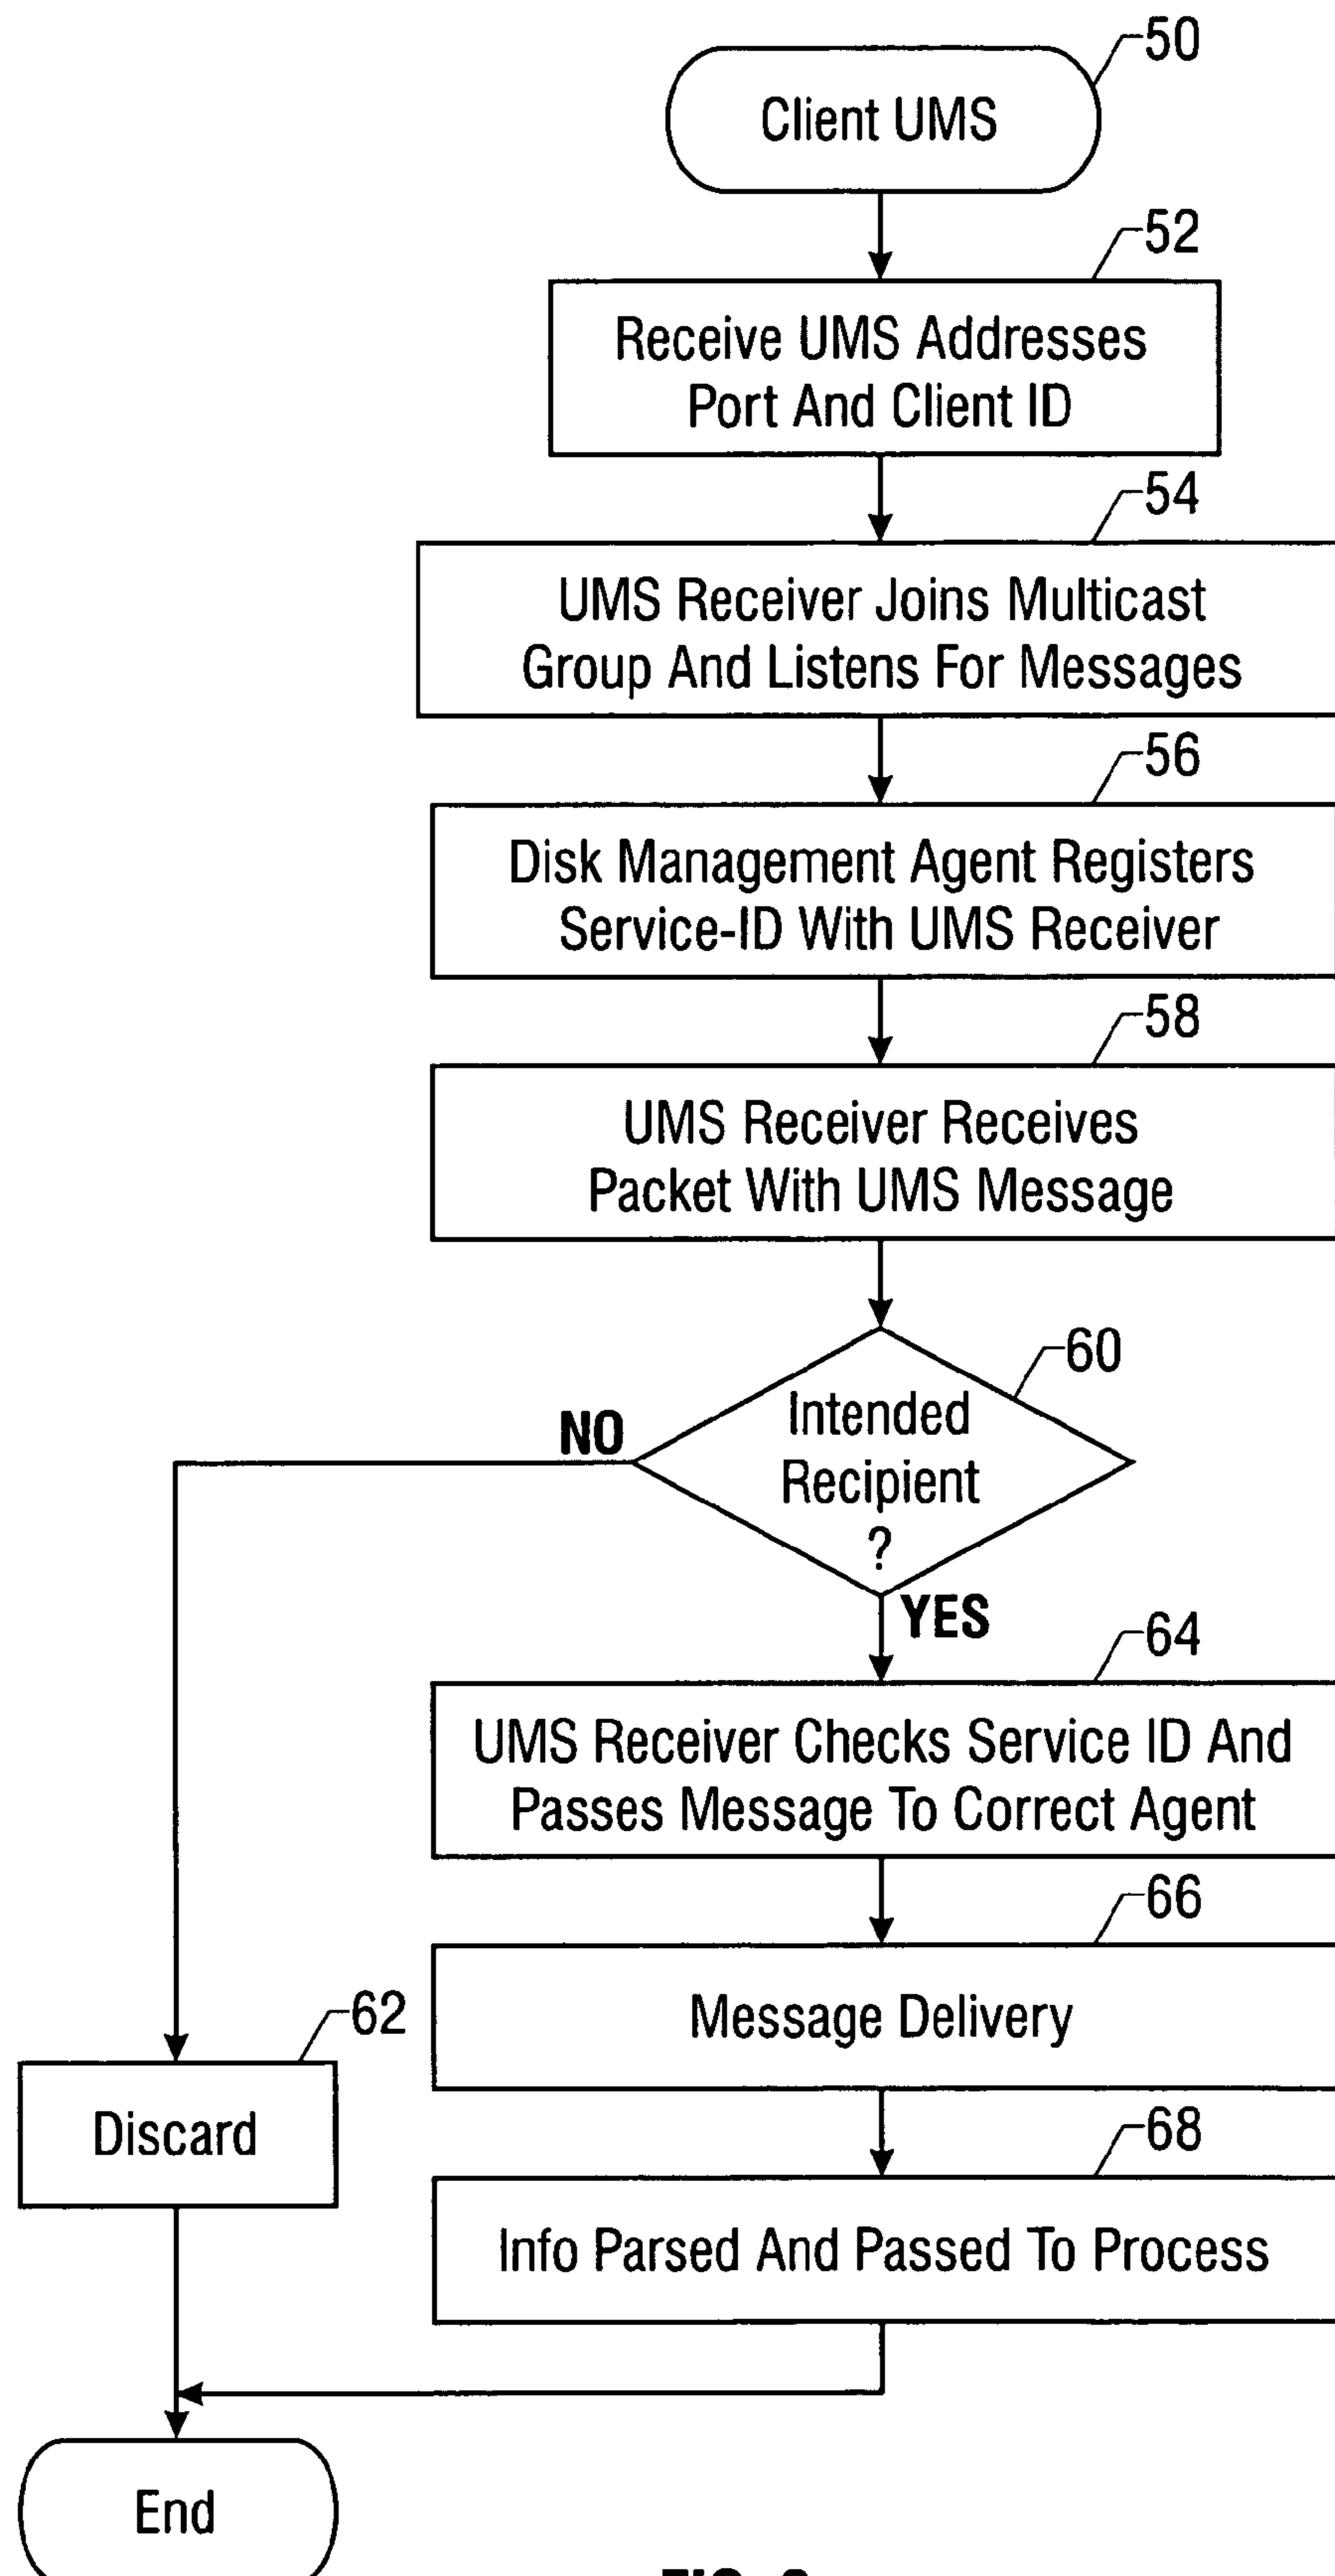 50
Client UMS
52
Receive UMS Addresses
Port And Client ID
54
UMS Receiver Joins Multicast
Group And Listens For Messages
56
Disk Management Agent Registers
Service-ID With UMS Receiver
58
UMS Receiver Receives
Packet With UMS Message
60
Intended
Recipient
?
NO
YES
64
UMS Receiver Checks Service ID And
Passes Message To Correct Agent
66
Message Delivery
62
Discard
68
Info Parsed And Passed To Process
End